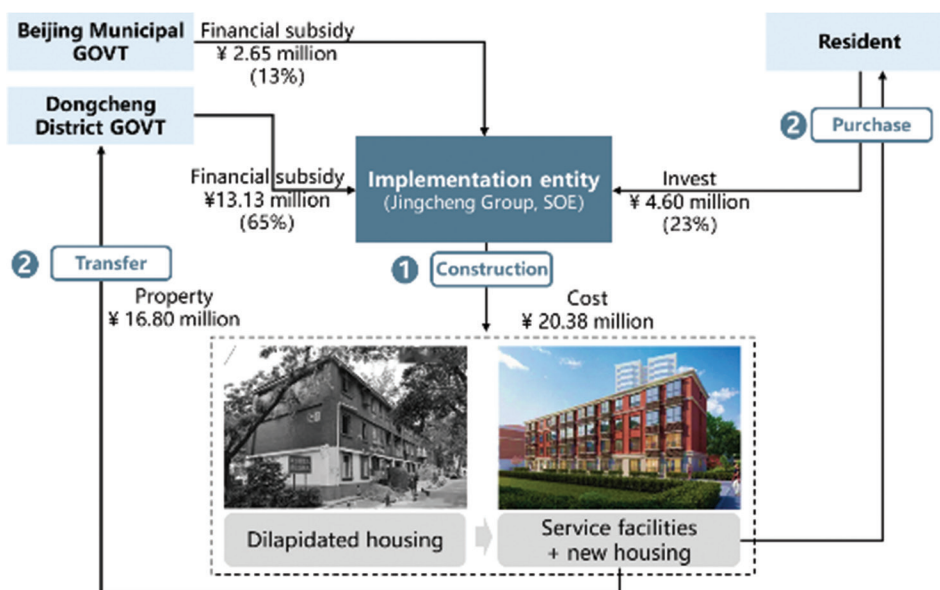 Beijing Municipal
GOVT
Financial subsidy
¥ 2.65 million
(13%)
Resident
Dongcheng
District GOVT
2 Purchase
Financial subsidy
¥13.13 million
(65%)
Implementation entity
(Jingcheng Group, SOE)
Invest
¥ 4.60 million
(23%)
2 Transfer
1 Construction
Property
¥ 16.80 million
Cost
¥ 20.38 million
Dilapidated housing
Service facilities
+ new housing